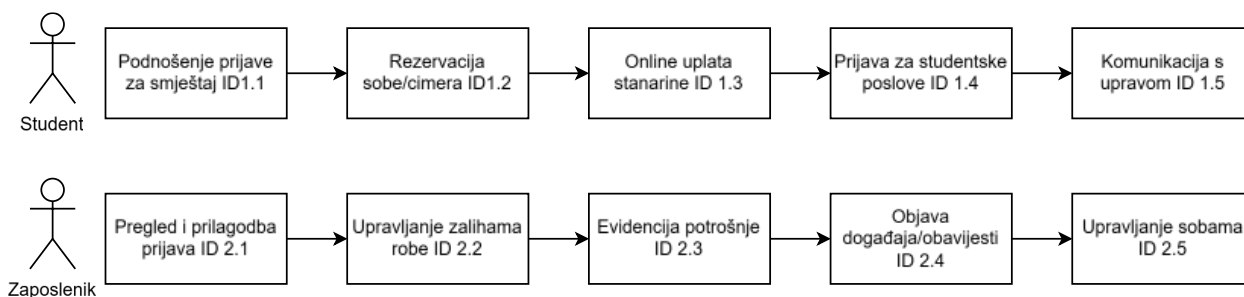 Podnošenje prijave
za smještaj ID1.1
Rezervacija
sobe/cimera ID1.2
Online uplata
stanarine ID 1.3
Prijava za studentske
poslove ID 1.4
Komunikacija s
upravom ID 1.5
Student
Pregled i prilagodba
prijava ID 2.1
Upravljanje zalihama
robe ID 2.2
Evidencija potrošnje
ID 2.3
Objava
događaja/obavijesti
ID 2.4
Upravljanje sobama
ID 2.5
Zaposlenik